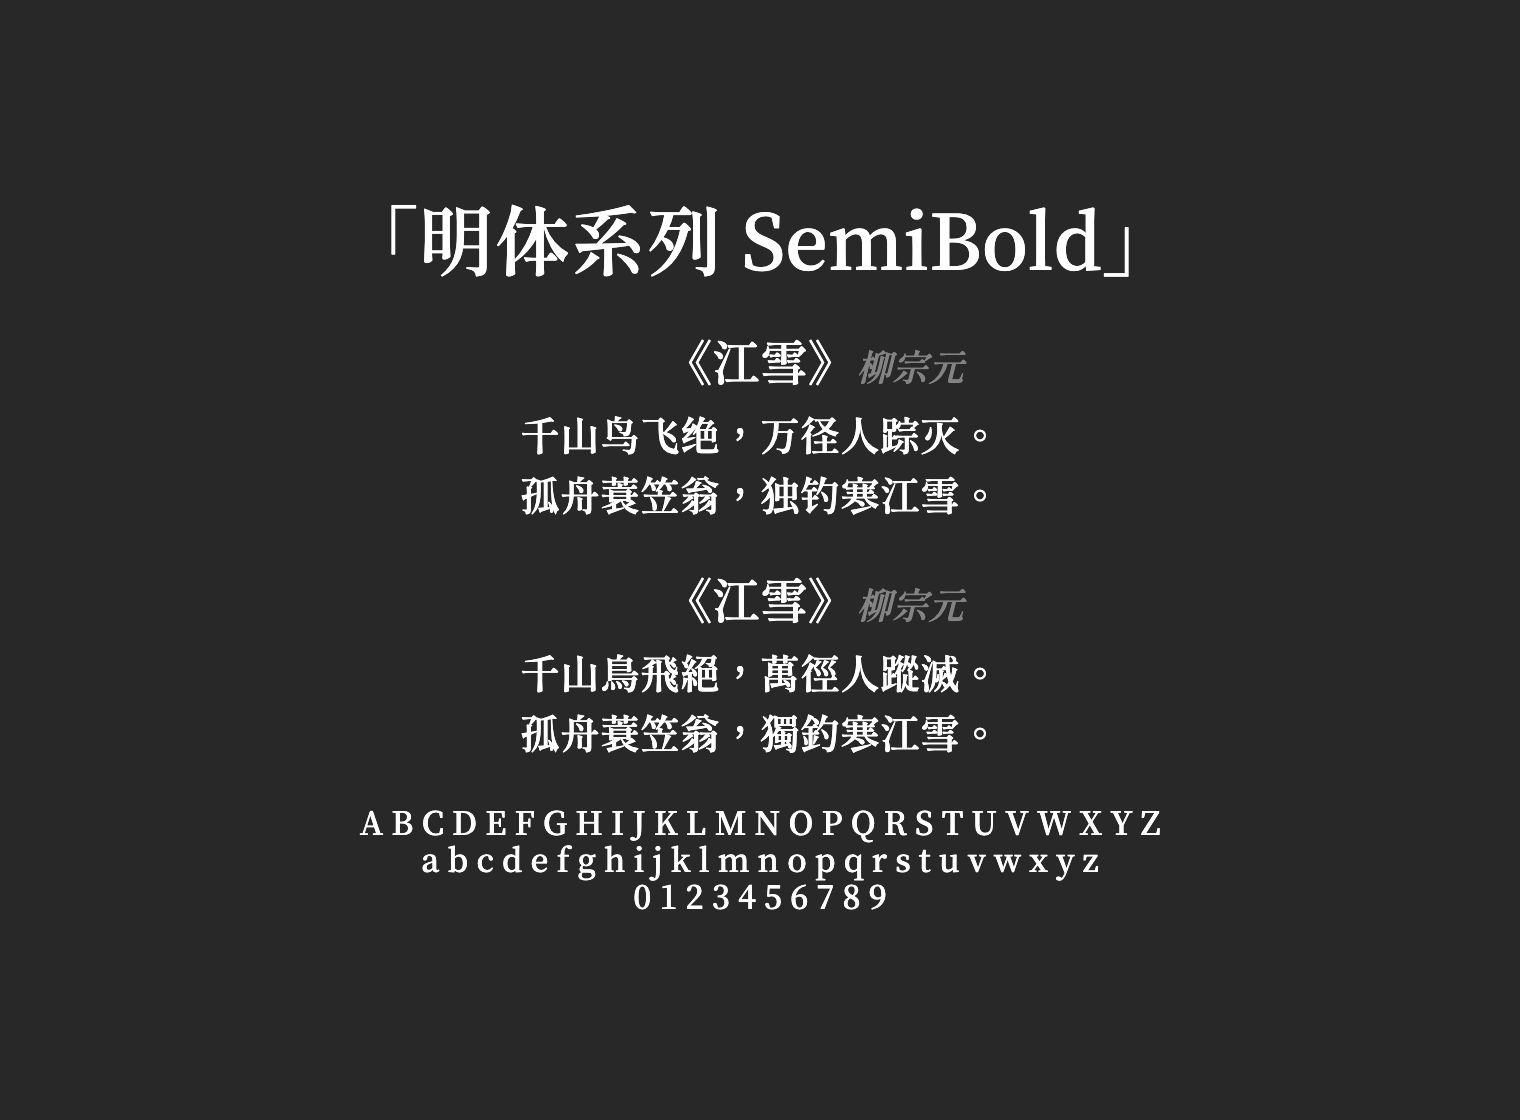 「明体系列 SemiBold」
《江雪》 柳宗元
千山鸟飞绝，万径人踪灭。
孤舟蓑笠翁，独钓寒江雪。
《江雪》 柳宗元
千山鳥飛絕，萬徑人蹤滅。
孤舟蓑笠翁，獨釣寒江雪。
A B C D E F G H I J K L M N O P Q R S T U V W X Y Z
a b c d e f g h i j k l m n o p q r s t u v w x y z
0 1 2 3 4 5 6 7 8 9